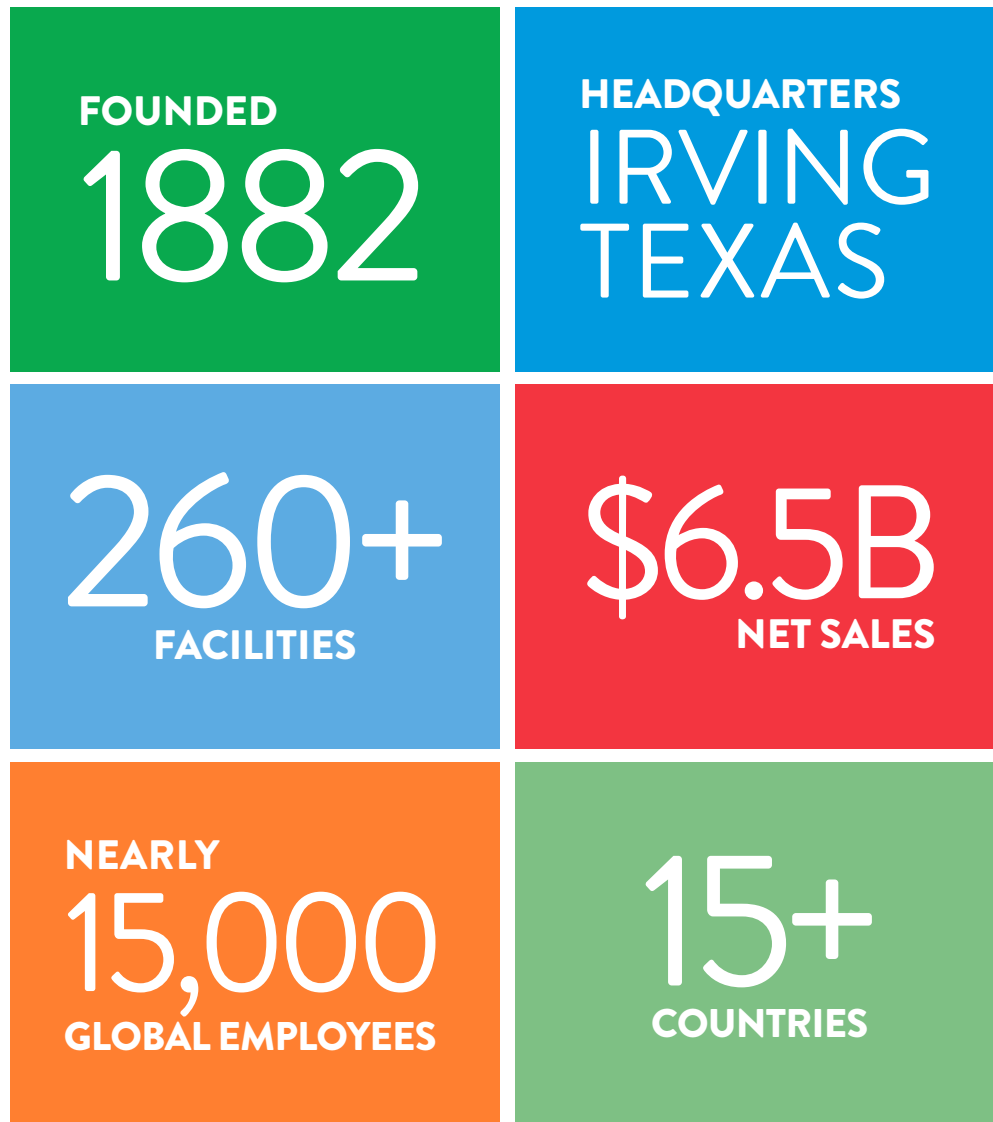 FOUNDED
1882
HEADQUARTERS
IRVING
TEXAS
260+
FACILITIES
$6.5B
NET SALES
NEARLY
15,000
GLOBAL EMPLOYEES
15+
COUNTRIES